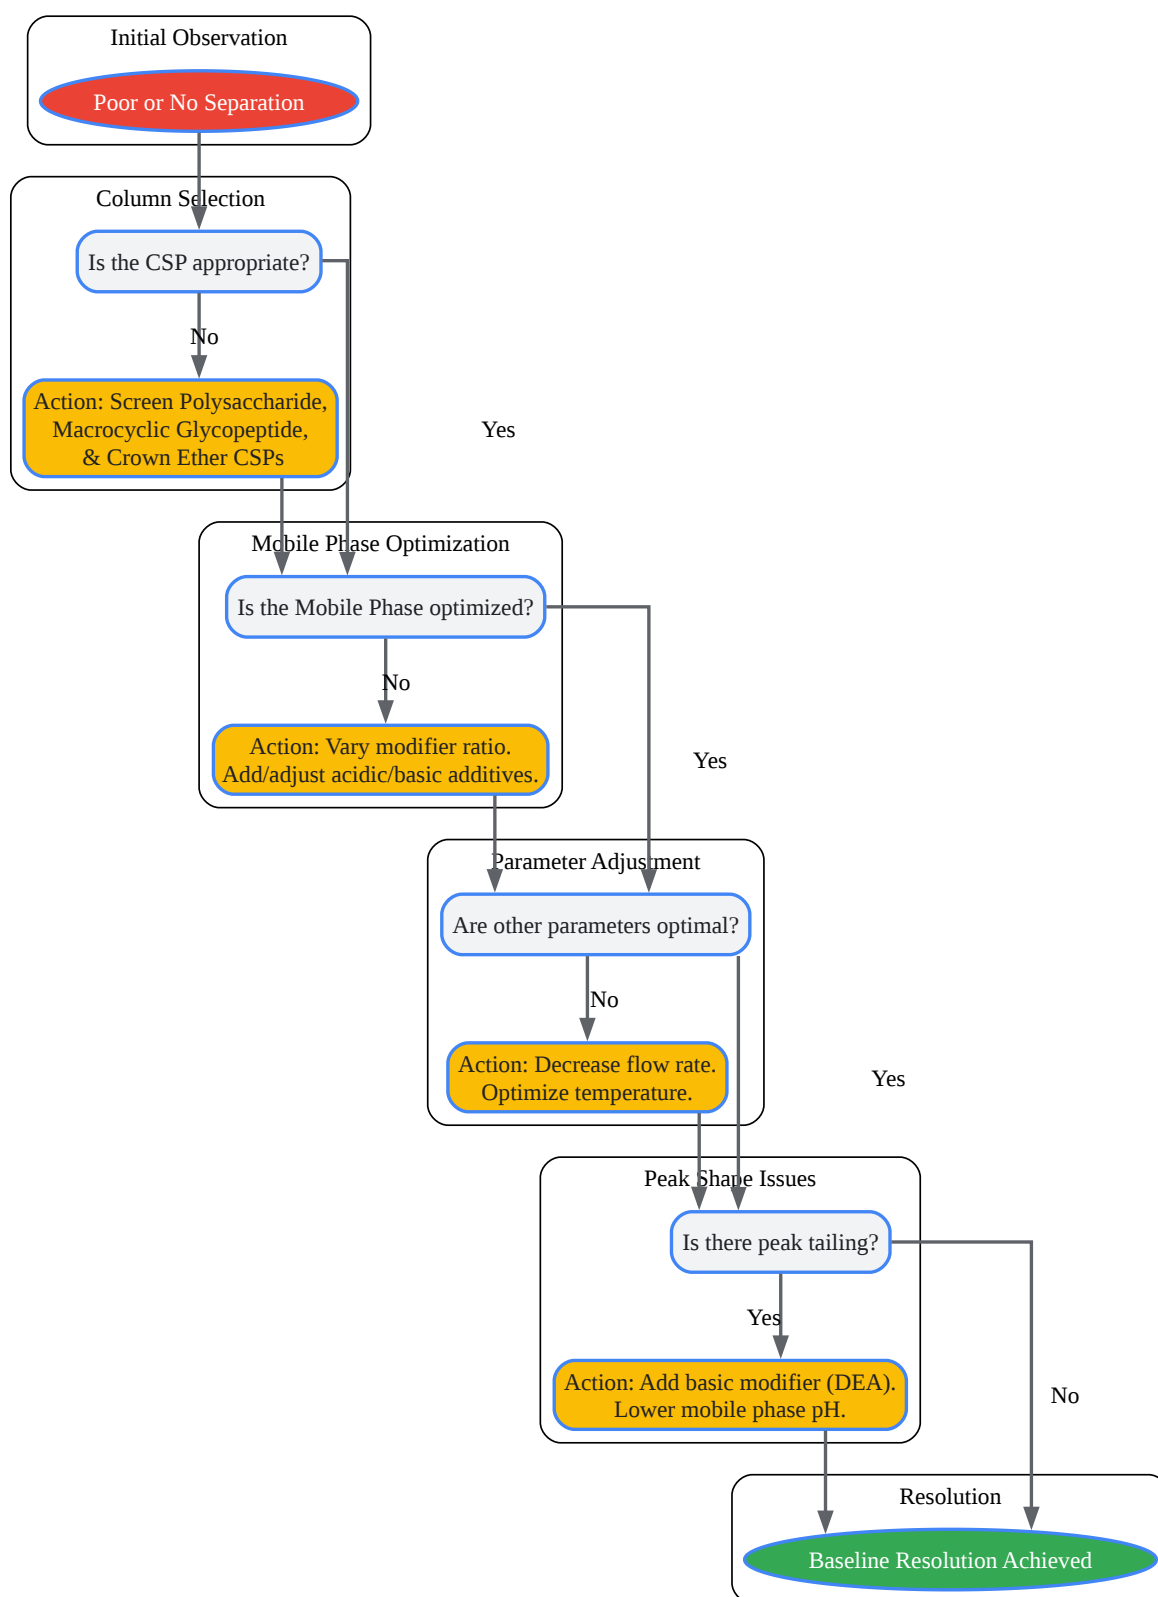 Initial Observation
Poor or No Separation
Column Selection
Is the CSP appropriate?
No
Action: Screen Polysaccharide,
Macrocyclic Glycopeptide,
& Crown Ether CSPs
Yes
Mobile Phase Optimization
Is the Mobile Phase optimized?
No
Action: Vary modifier ratio.
Add/adjust acidic/basic additives.
Yes
Parameter Adjustment
Are other parameters optimal?
No
Action: Decrease flow rate.
Optimize temperature.
Yes
Peak Shape Issues
Is there peak tailing?
Yes
Action: Add basic modifier (DEA).
Lower mobile phase pH.
No
Resolution
Baseline Resolution Achieved